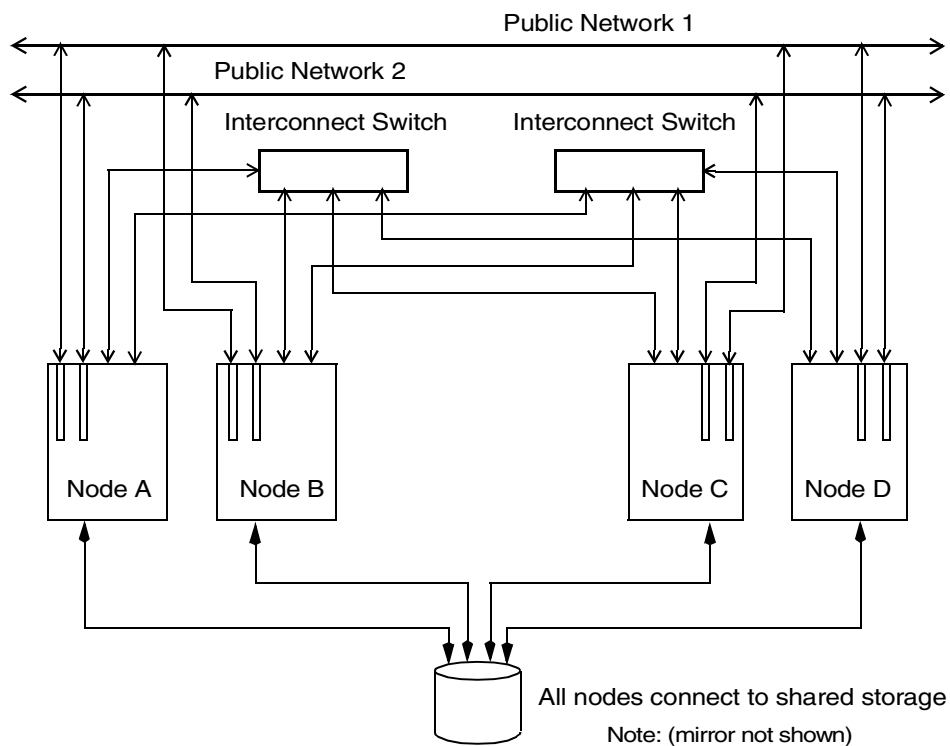 Public Network 1
Public Network 2
Interconnect Switch
Interconnect Switch
Node A
Node B
Node C
Node D
All nodes connect to shared storage
Note: (mirror not shown)